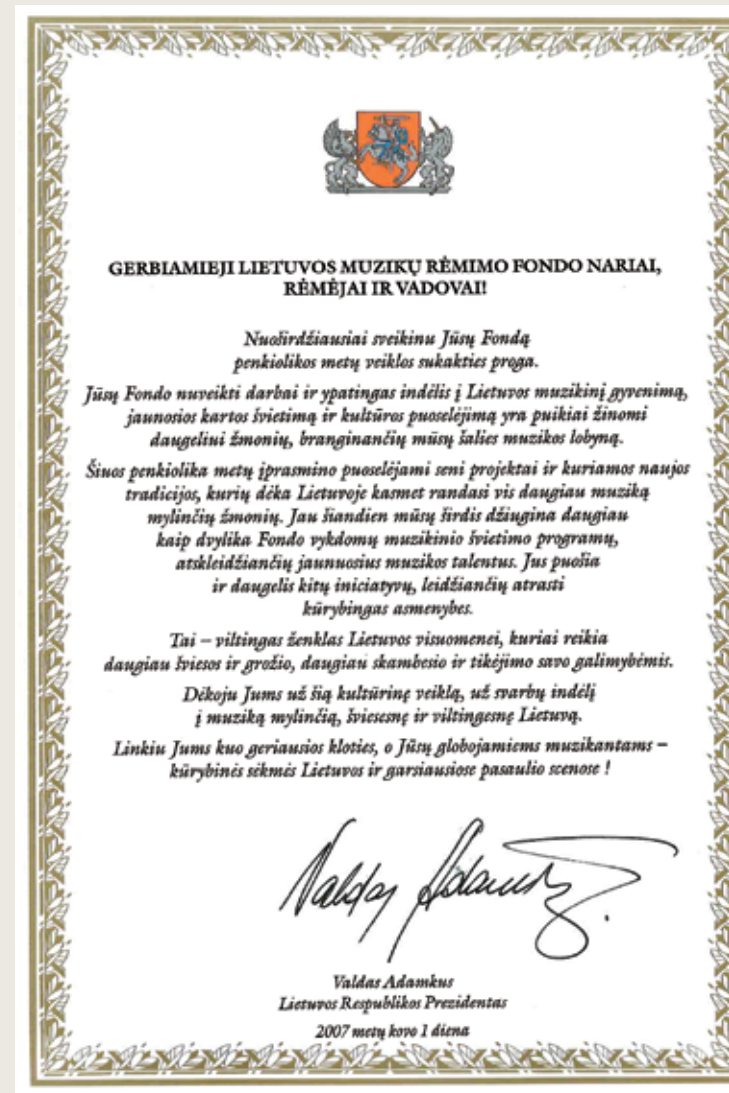 GERBIAMIEJI LIETUVOS MUZIKŲ RĖMIMO FONDO NARIAI,
RĖMĖJAI IR VADOVAI!
Nuoširdžiausiai sveikinu Jūsų Fondą
penkiolikos metų veiklos sukakties proga.
Jūsų Fondo nuveikti darbai ir ypatingas indėlis į Lietuvos muzikinį gyvenimą,
jaunosios kartos švietimą ir kultūros puoselėjimą yra puikiai žinomi
daugeliui žmonių, branginančių mūsų šalies muzikos lobyną.
Šiuos penkiolika metų įprasmino puoselėjami seni projektai ir kuriamos naujos
tradicijos, kurių dėka Lietuvoje kasmet randasi vis daugiau muziką
mylinčių žmonių. Jau šiandien mūsų širdis džiugina daugiau
kaip dvylika Fondo vykdomų muzikinio švietimo programų,
atskleidžiančių jaunuosius muzikos talentus. Jus puošia
ir daugelis kitų iniciatyvų, leidžiančių atrasti
kūrybingas asmenybes.
Tai – viltingas ženklas Lietuvos visuomenei, kuriai reikia
daugiau šviesos ir grožio, daugiau skambesio ir tikėjimo savo galimybėmis.
Dėkoju Jums už šią kultūrinę veiklą, už svarbų indėlį
į muziką mylinčią, šviesesnę ir viltingesnę Lietuvą.
Linkiu Jums kuo geriausios kloties, o Jūsų globojamiems muzikantams –
kūrybinės sėkmės Lietuvos ir garsiausiose pasaulio scenose !
Valdas Adamkus
Valdas Adamkus
Lietuvos Respublikos Prezidentas
2007 metų kovo 1 diena